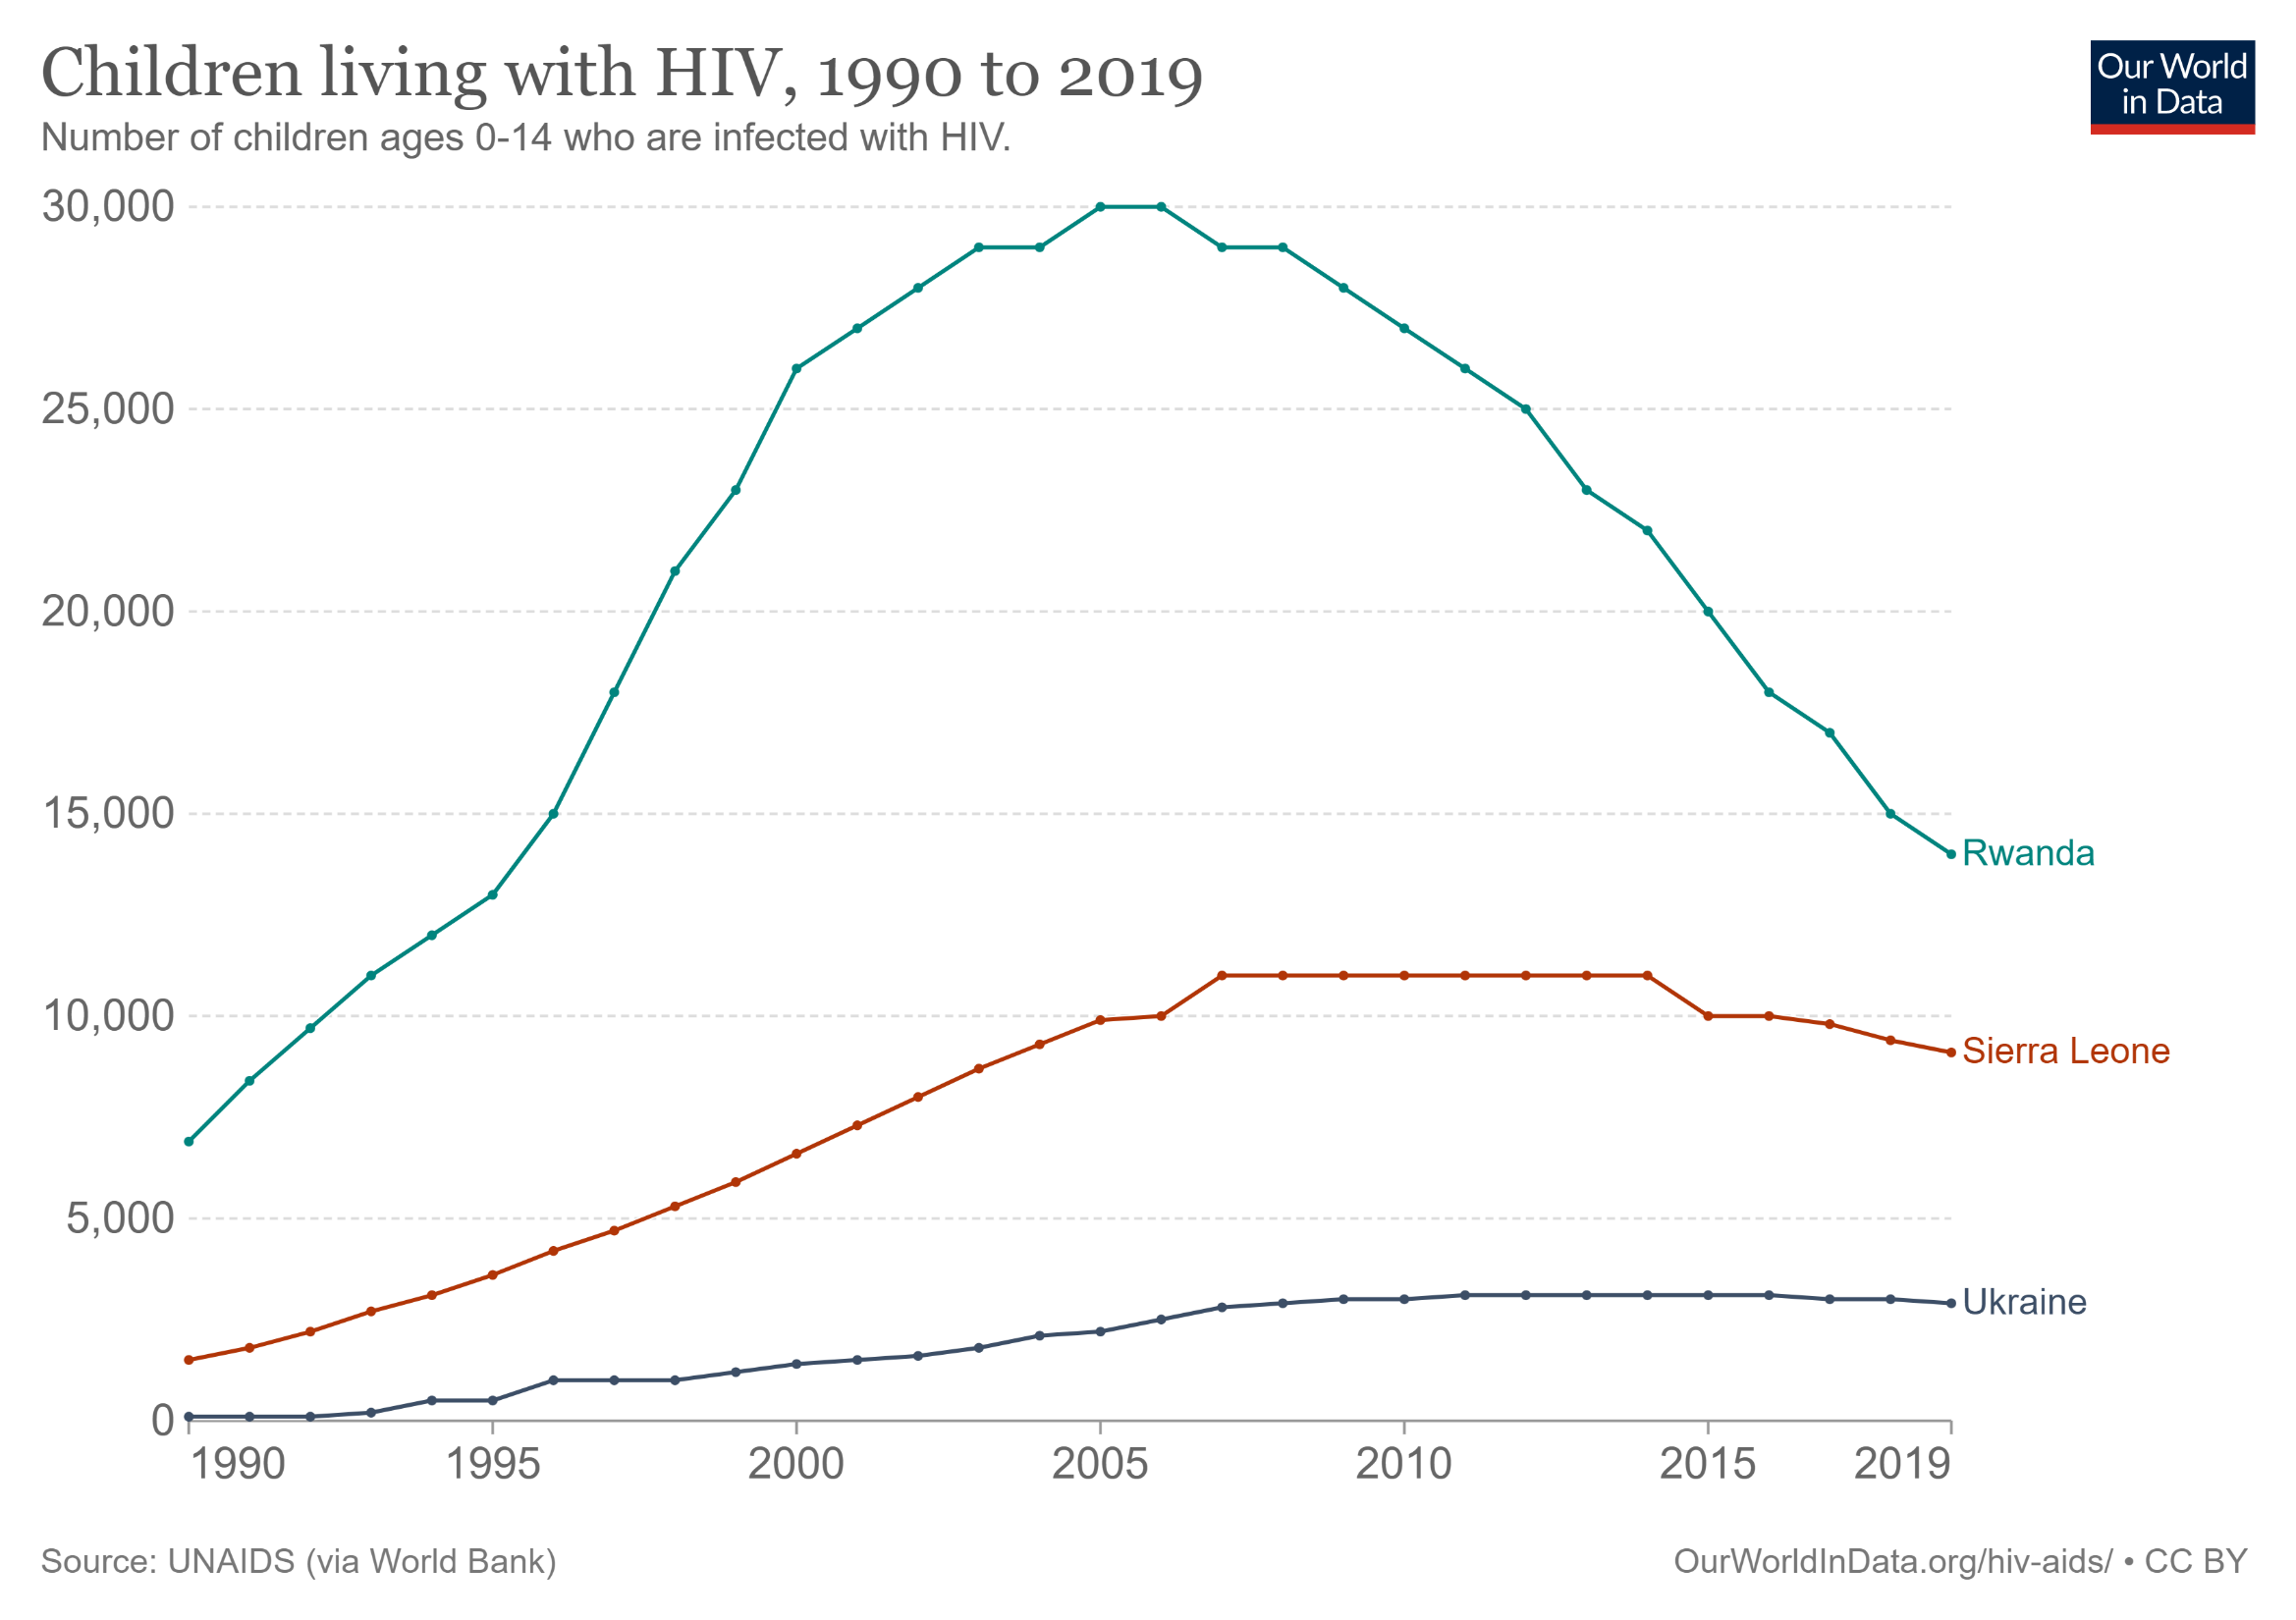 Children living with HIV, 1990 to 2019
Our World
in Data
Number of children ages 0-14 who are infected with HIV.
30,000
25,000
20,000
15,000
Rwanda
10,000
Sierra Leone
5,000
Ukraine
0
1990 1995 2000 2005 2010 2015 2019
Source: UNAIDS (via World Bank)
OurWorldInData.org/hiv-aids/ • CC BY